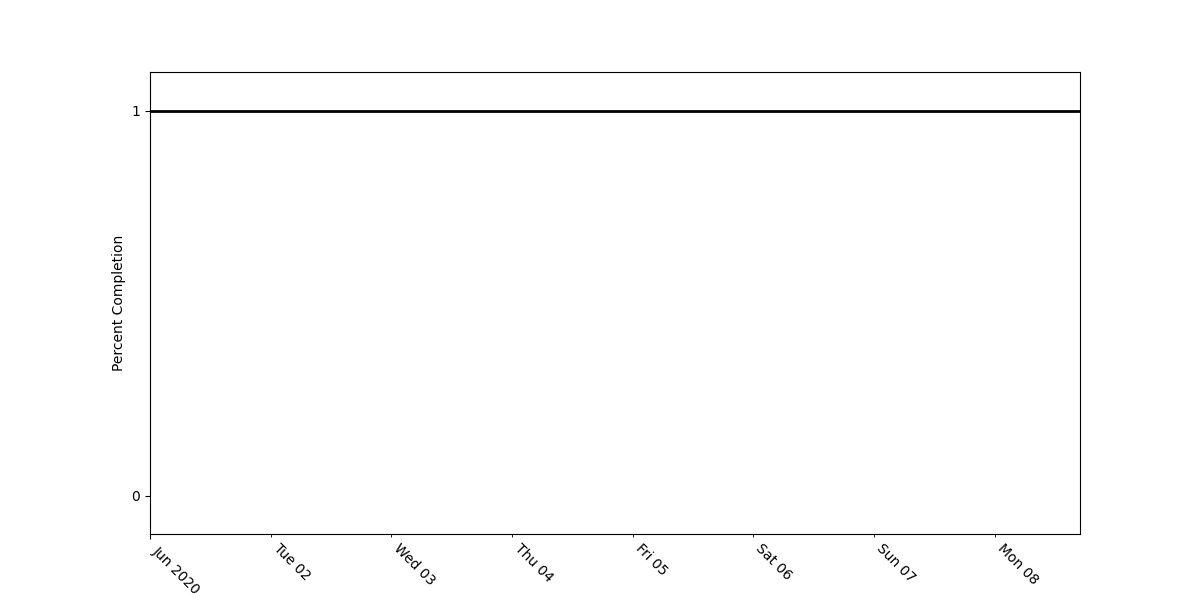 1
Percent Completion
0
Jun 2020
Tue 02
Wed 03
Thu 04
Fri 05
Sat 06
Sun 07
Mon 08